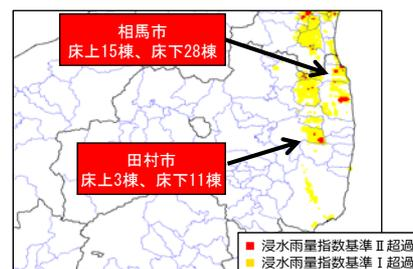 相馬市
床上15棟、床下28棟
田村市
床上3棟、床下11棟
浸水雨量指数基準Ⅱ超過
浸水雨量指数基準Ⅰ超過